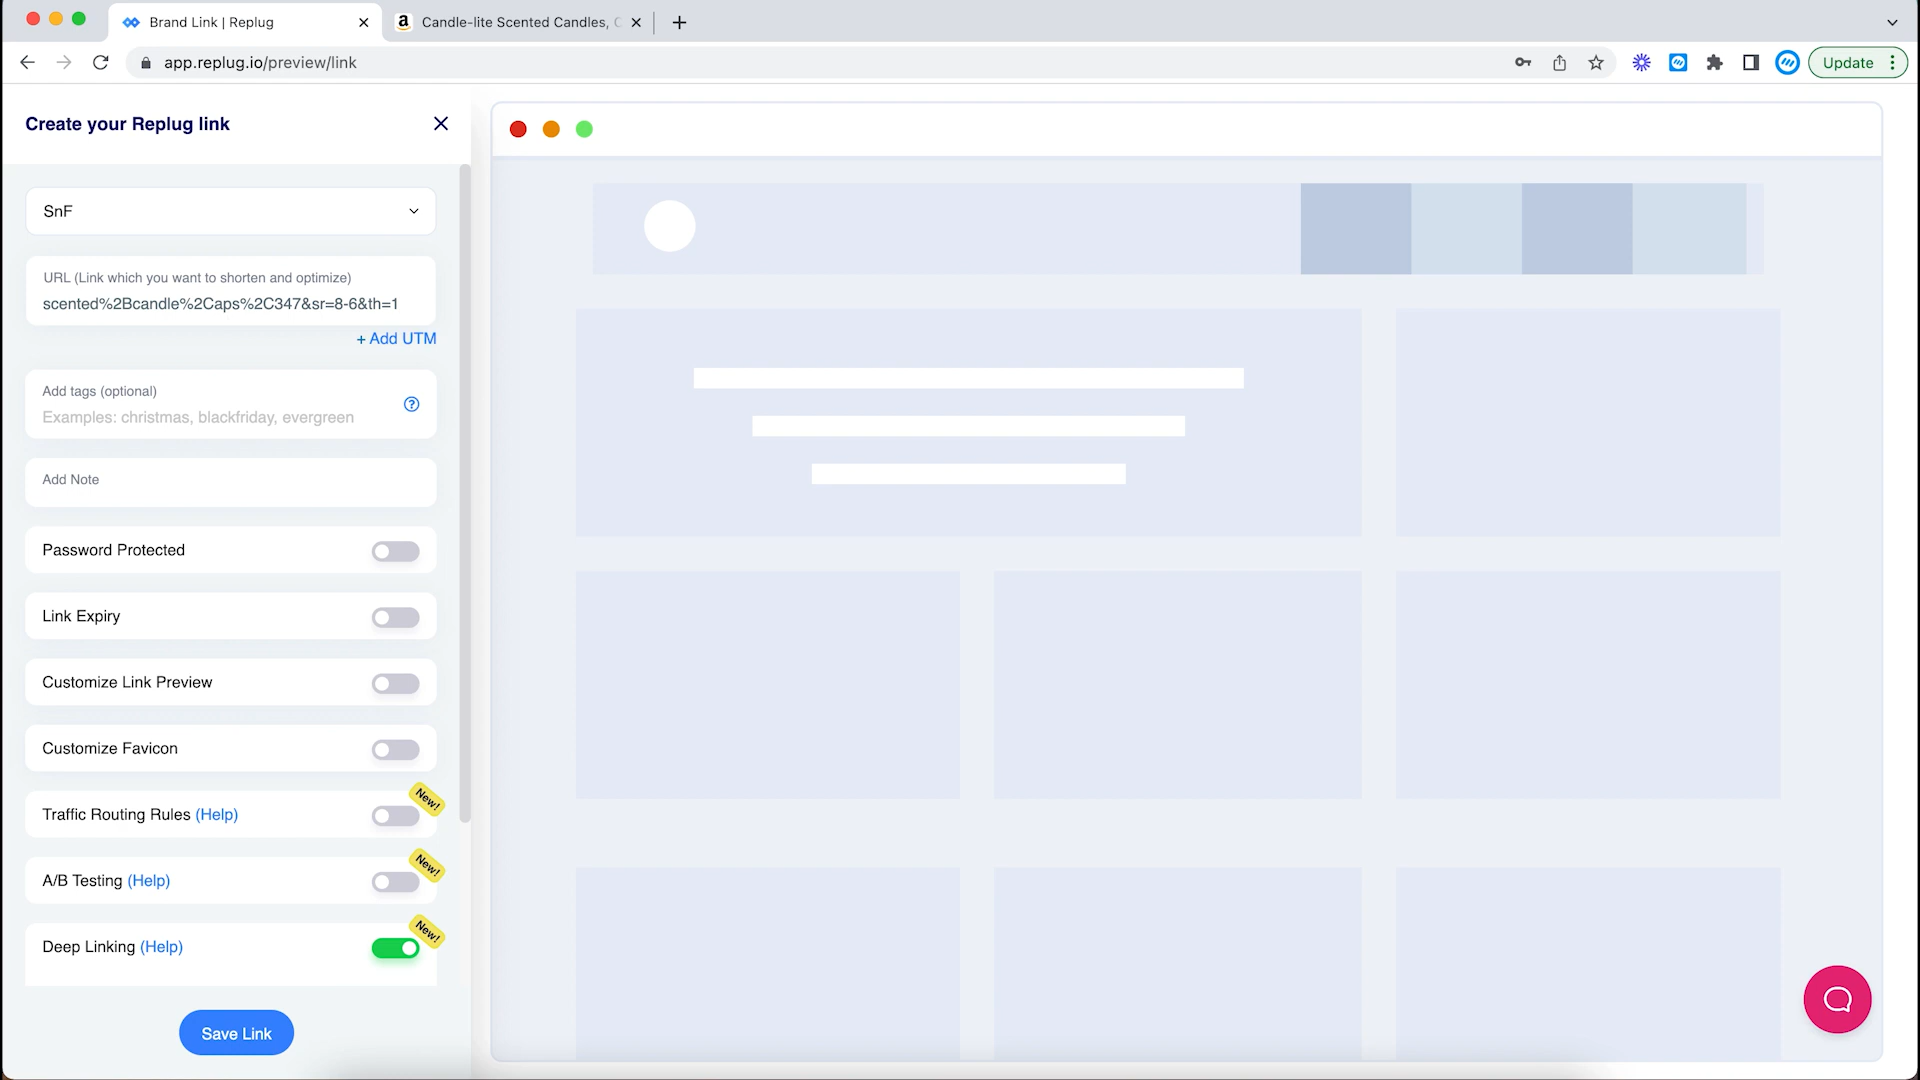 Brand Link | Replug
a Candle-lite Scented Candles,
app.replug.io/preview/link
Update
Create your Replug link
SnF
URL (Link which you want to shorten and optimize)
scented%2Bcandle%2Caps%2C347&sr=8-6&th=1
+ Add UTM
Add tags (optional)
Examples: christmas, blackfriday, evergreen
Add Note
Password Protected
Link Expiry
Customize Link Preview
Customize Favicon
New!
Traffic Routing Rules (Help)
New!
A/B Testing (Help)
New!
Deep Linking (Help)
Save Link